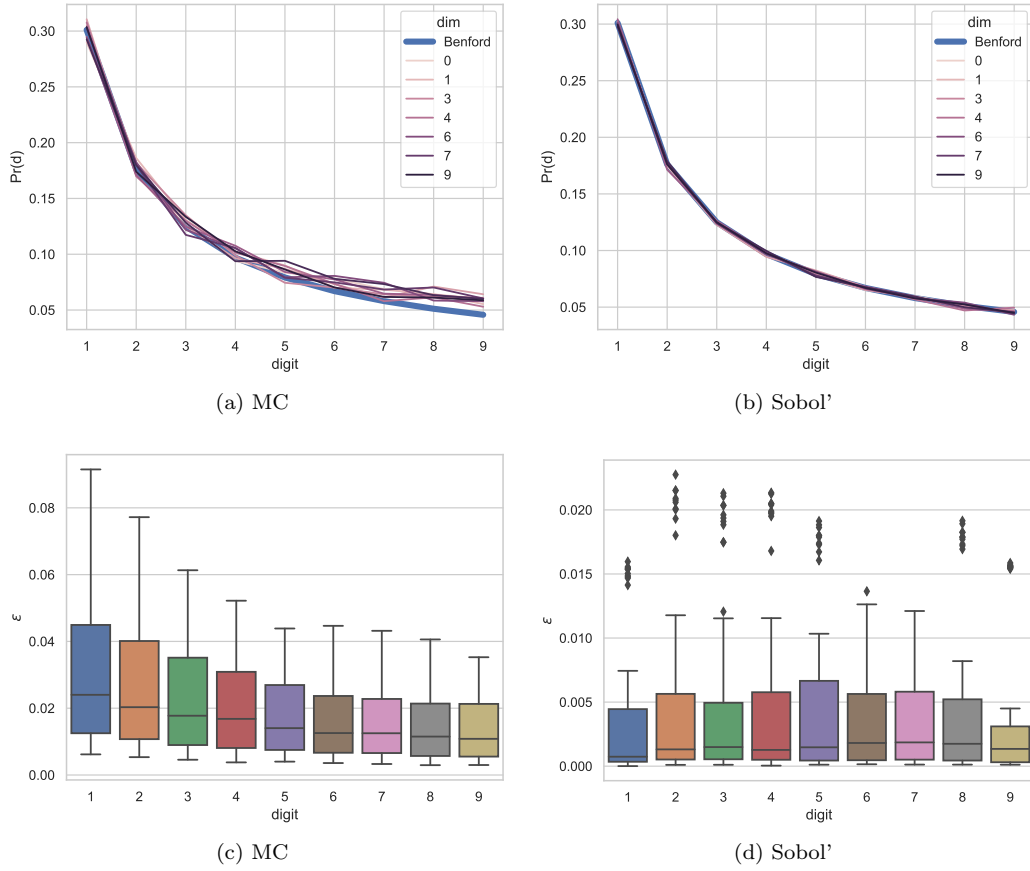 0.30
0.25
0.20
0.15
0.10
0.05
Pr(d)
1 2 3 4 5 6 7 8 9
digit
dim
Benford
0
1
3
4
6
7
9
(a) MC
0.30
0.25
0.20
0.15
0.10
0.05
Pr(d)
1 2 3 4 5 6 7 8 9
digit
dim
Benford
0
1
3
4
6
7
9
(b) Sobol’
0.08
0.06
0.04
0.02
0.00
ε
1 2 3 4 5 6 7 8 9
digit
(c) MC
0.020
0.015
0.010
0.005
0.000
ε
1 2 3 4 5 6 7 8 9
digit
(d) Sobol’